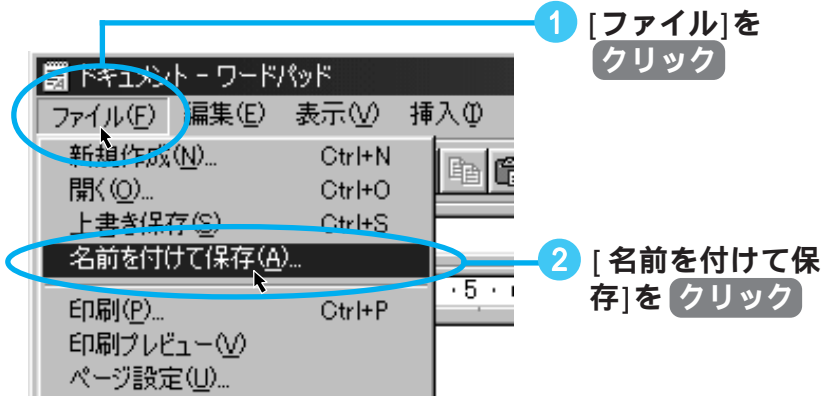 1 [ファイル]を
クリック
ドキュメント - ワードパッド
ファイル(F) 編集(E) 表示(V) 挿入(I)
新規作成(N)... Ctrl+N
開く(O)... Ctrl+O
上書き保存(S) Ctrl+S
名前を付けて保存(A)...
2 [名前を付けて保
存]を クリック
・5・
印刷(P)... Ctrl+P
印刷プレビュー(V)
ページ設定(U)...